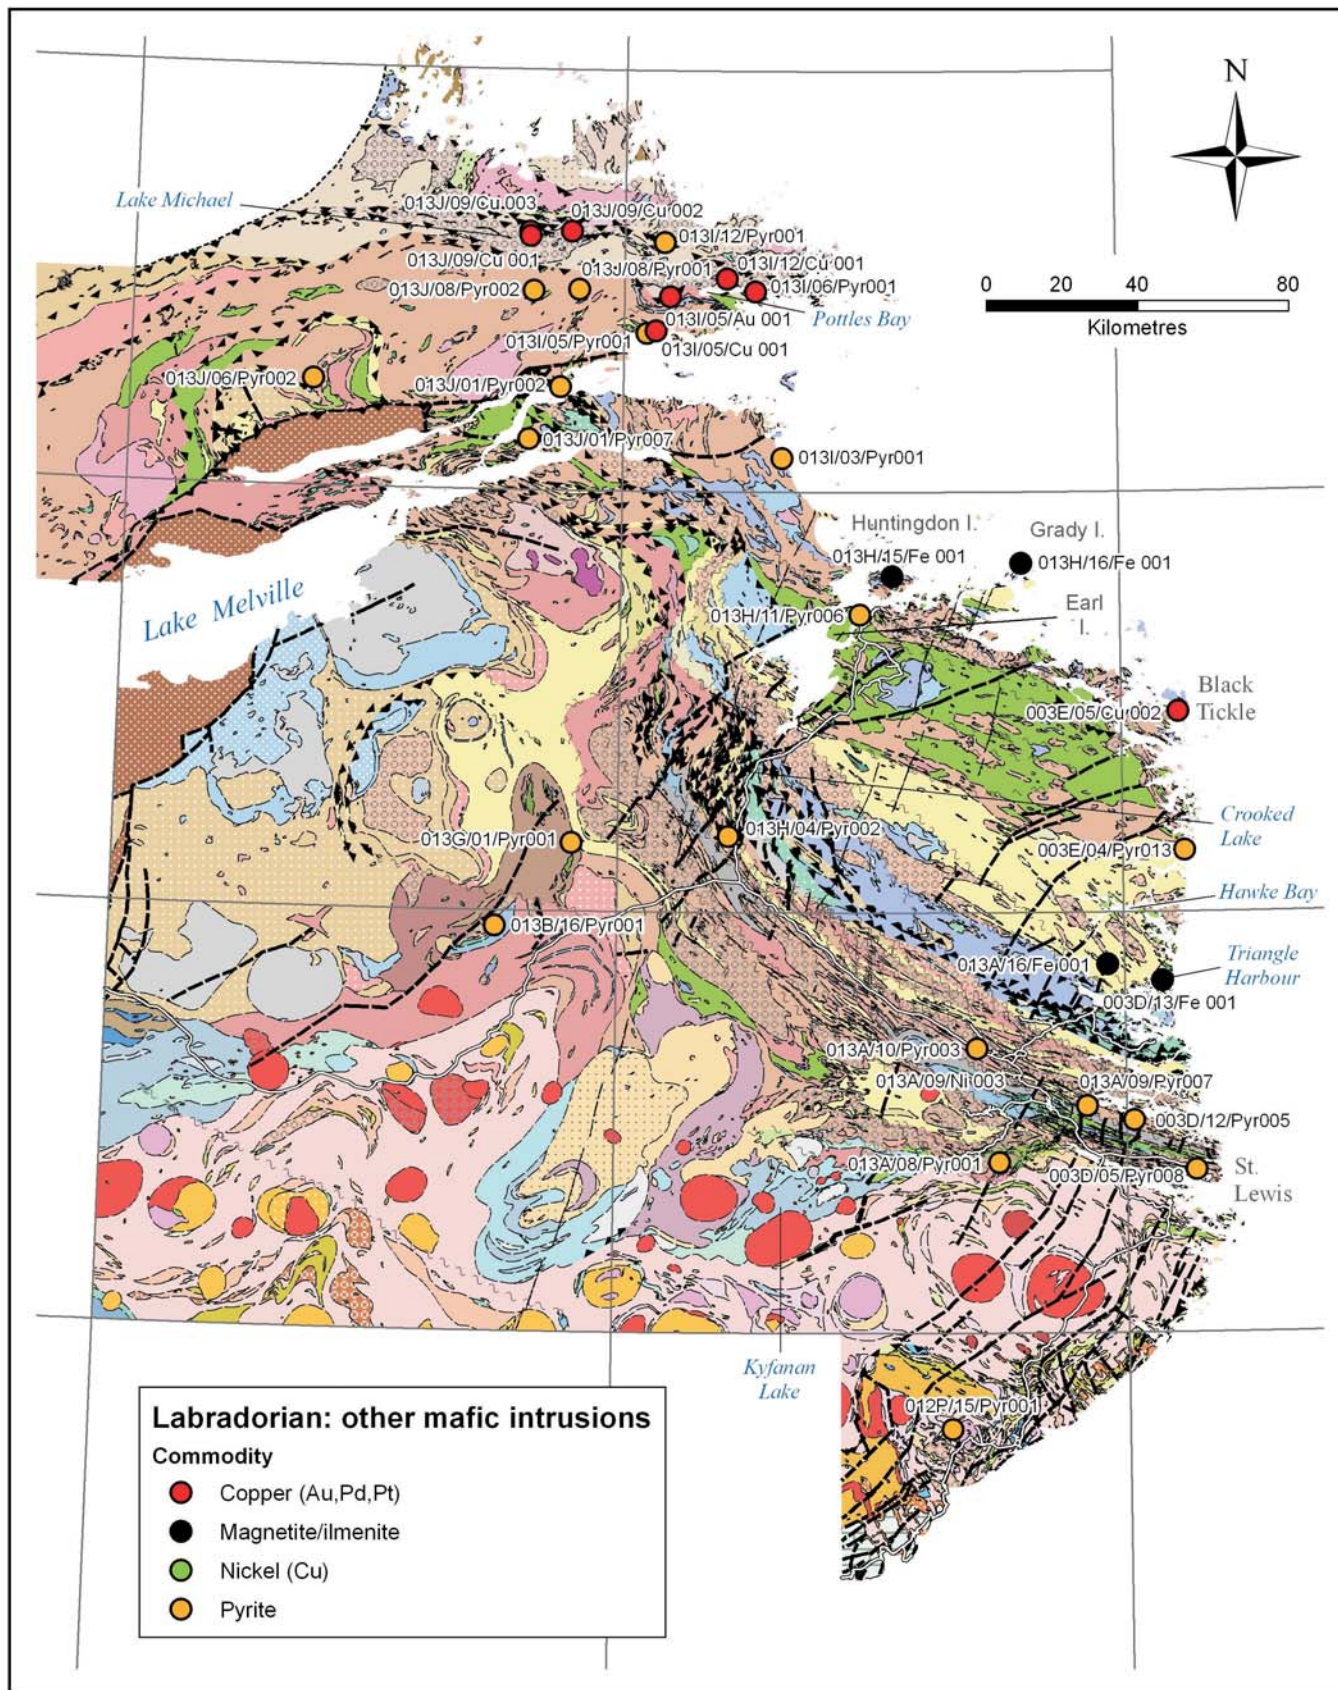 N
Lake Michael
013J/09/Cu 003
013J/09/Cu 002
013I/12/Pyr001
013J/09/Cu 001
013J/08/Pyr001
013I/12/Cu 001
013J/08/Pyr002
013I/06/Pyr001
0 40 80
Kilometres
Pottles Bay
013I/05/Au 001
013I/05/Pyr001
013I/05/Cu 001
013J/06/Pyr002
013J/01/Pyr002
013J/01/Pyr007
013I/03/Pyr001
Huntingdon I.
Grady I.
013H/15/Fe 001
013H/16/Fe 001
Lake Melville
013H/11/Pyr006
Earl
I.
003E/05/Cu 002
Black
Tickle
Crooked
Lake
013G/01/Pyr001
013H/04/Pyr002
003E/04/Pyr013
Hawke Bay
013B/16/Pyr001
013A/16/Fe 001
Triangle
Harbour
003D/13/Fe 001
013A/10/Pyr003
013A/09/Ni 003
013A/09/Pyr007
003D/12/Pyr005
013A/08/Pyr001
003D/05/Pyr008
St.
Lewis
Kyfanan
Lake
012P/15/Pyr001
Labradorian: other mafic intrusions
Commodity
Copper (Au,Pd,Pt)
Magnetite/ilmenite
Nickel (Cu)
Pyrite